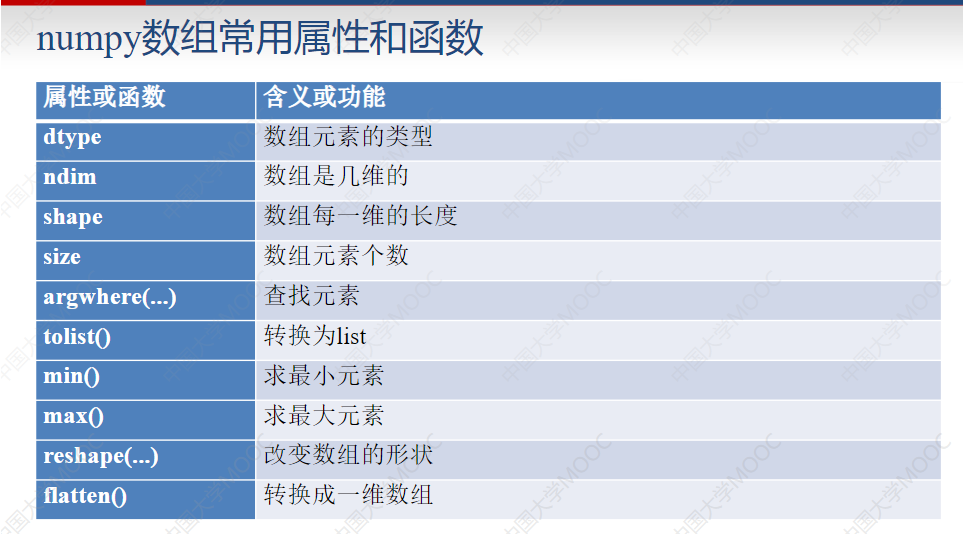 numpy数组常用属性和函数
属性或函数 含义或功能
dtype 数组元素的类型
ndim 数组是几维的
shape 数组每一维的长度
size 数组元素个数
argwhere(...) 查找元素
tolist() 转换为list
min() 求最小元素
max() 求最大元素
reshape(...) 改变数组的形状
flatten() 转换成一维数组
中国大学MOOC